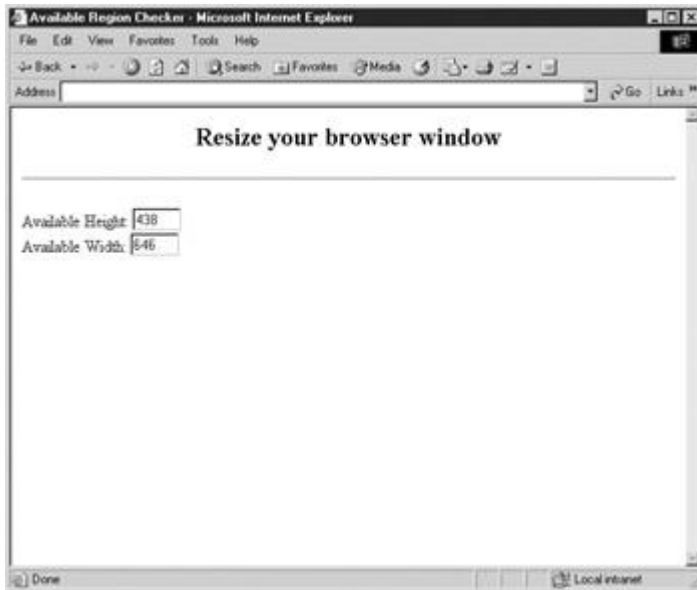 Available Region Checker - Microsoft Internet Explorer
File Edit View Favorites Tools Help
Back Search Favorites Media
Address Go Links »
Resize your browser window
Available Height: 438
Available Width: 646
Done Local intranet